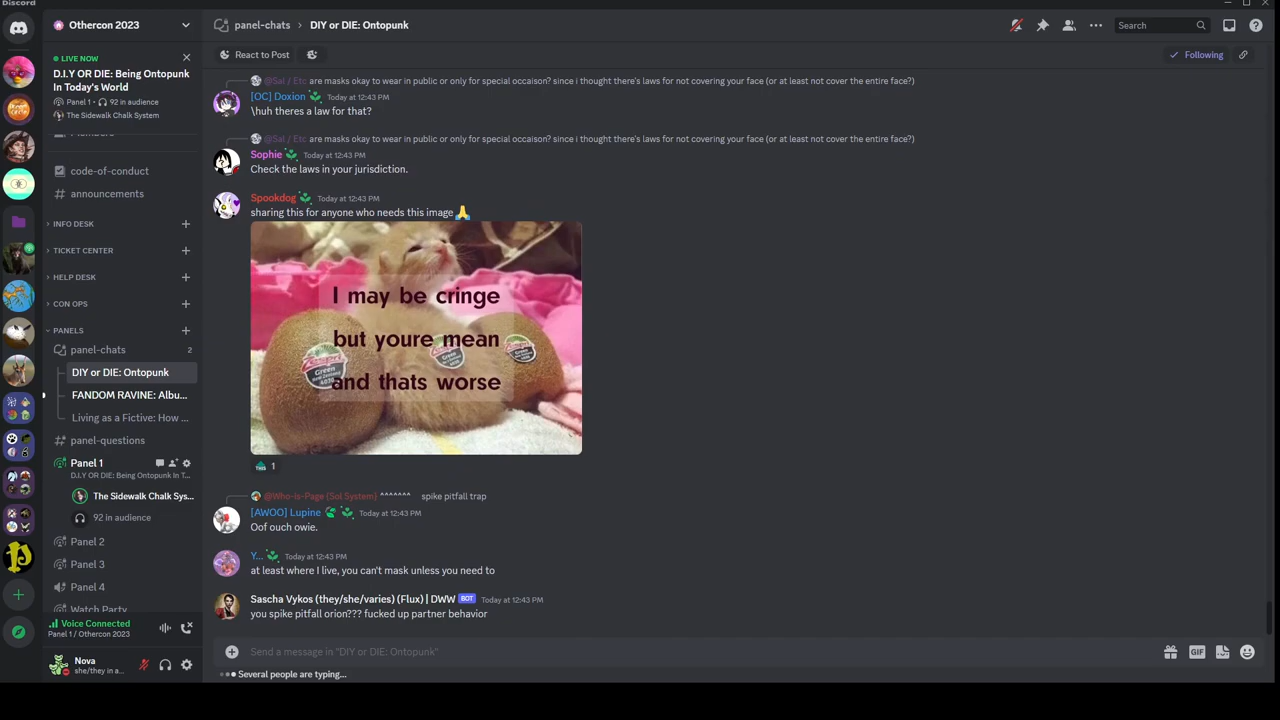 Discord
Othercon 2023
panel-chats > DIY or DIE: Ontopunk
Search
LIVE NOW
D.I.Y OR DIE: Being Ontopunk
In Today's World
Panel 1 • 92 in audience
The Sidewalk Chalk System
React to Post
Following
code-of-conduct
announcements
INFO DESK
TICKET CENTER
HELP DESK
CON OPS
PANELS
panel-chats 2
DIY or DIE: Ontopunk
FANDOM RAVINE: Albu...
Living as a Fictive: How ...
panel-questions
Panel 1
D.I.Y OR DIE: Being Ontopunk In T...
The Sidewalk Chalk Sys...
92 in audience
Panel 2
Panel 3
Panel 4
Watch Party
Voice Connected
Panel 1 / Othercon 2023
Nova
she/they in a...
@Sal / Etc are masks okay to wear in public or only for special occaison? since i thought there's laws for not covering your face (or at least not cover the entire face?)
[OC] Doxion Today at 12:43 PM
\huh theres a law for that?
@Sal / Etc are masks okay to wear in public or only for special occaison? since i thought there's laws for not covering your face (or at least not cover the entire face?)
Sophie Today at 12:43 PM
Check the laws in your jurisdiction.
Spookdog Today at 12:43 PM
sharing this for anyone who needs this image 🙏
I may be cringe
but youre mean
and thats worse
Zespri
Green
NEW ZEALAND
4030
1
@Who-Is-Page (Sol System) ^^^^^^^ spike pitfall trap
[AWOO] Lupine Today at 12:43 PM
Oof ouch owie.
Y... Today at 12:43 PM
at least where I live, you can't mask unless you need to
Sascha Vykos (they/she/varies) (Flux) | DWW BOT Today at 12:43 PM
you spike pitfall orion??? fucked up partner behavior
Send a message in "DIY or DIE: Ontopunk"
GIF
Several people are typing...